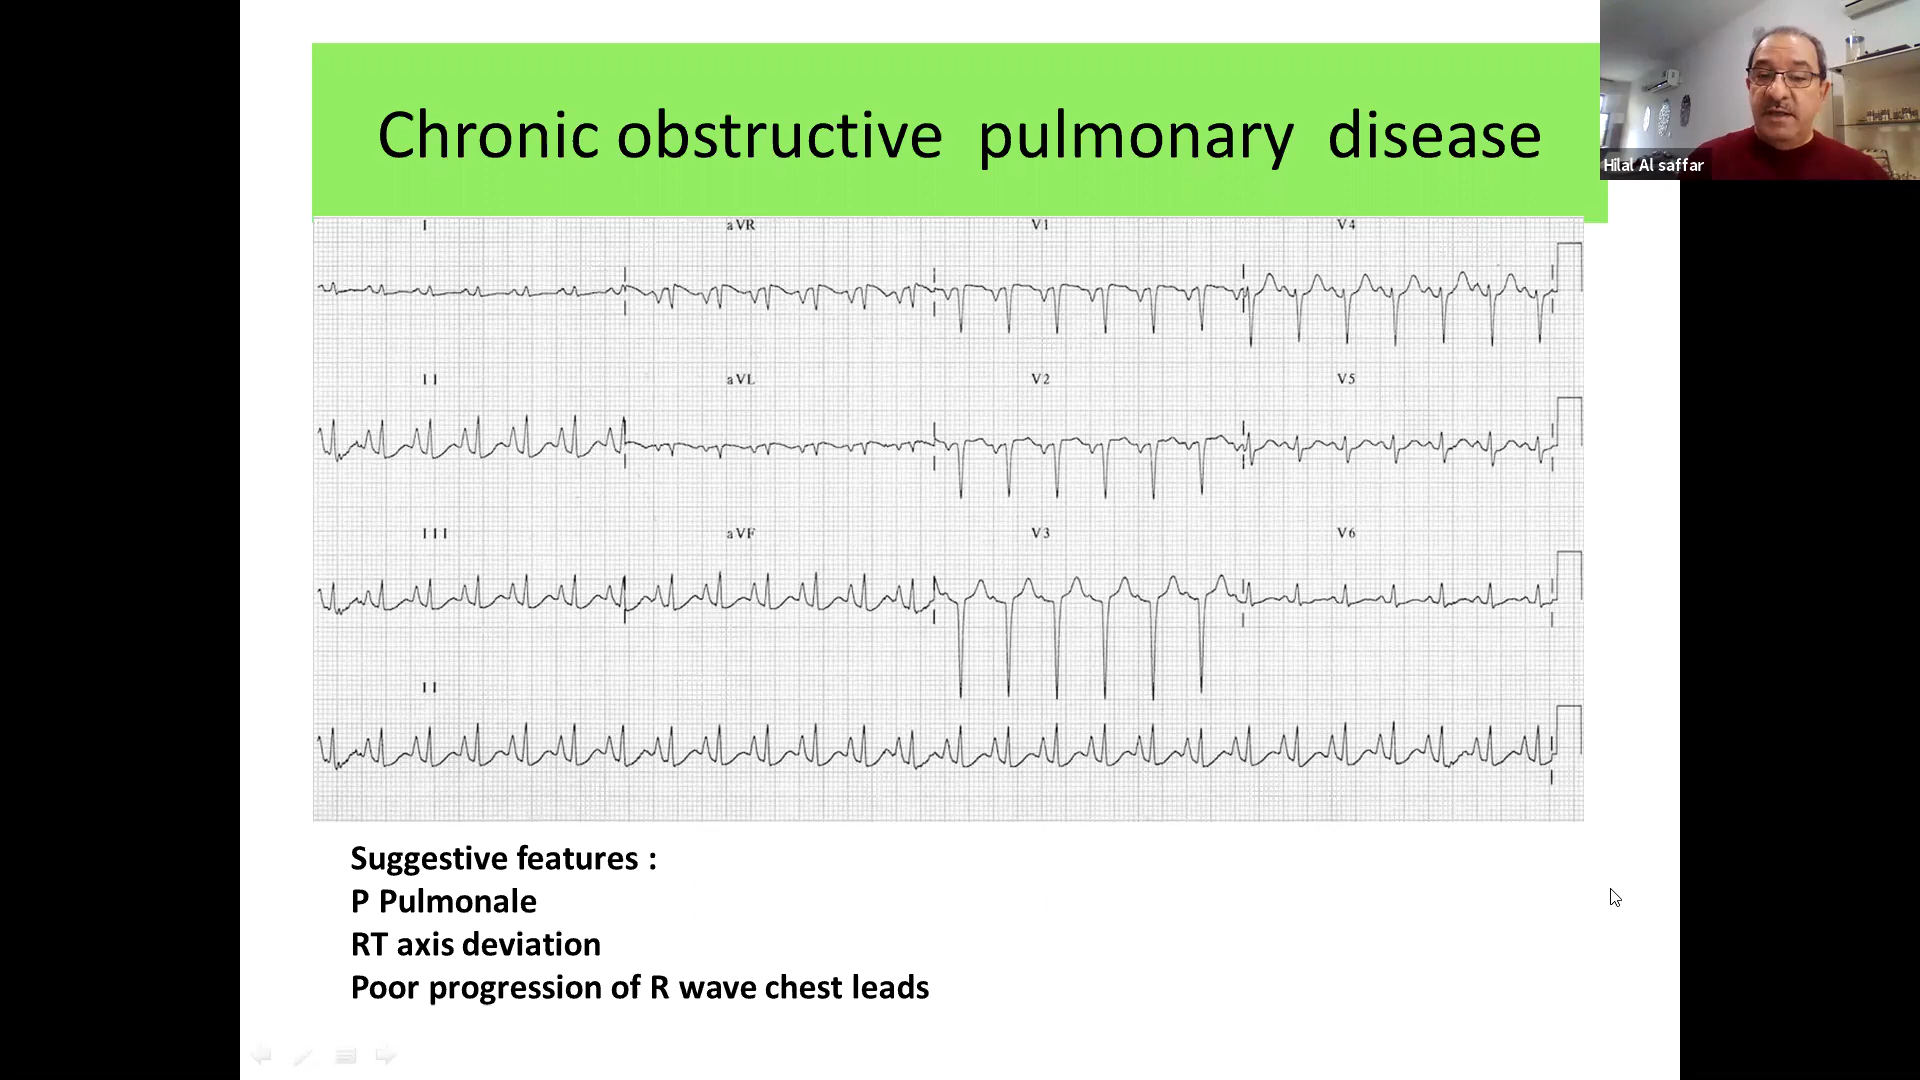 Chronic obstructive pulmonary disease
Hilal Al saffar
I aVR V1 V4
II aVL V2 V5
III aVF V3 V6
II
Suggestive features :
P Pulmonale
RT axis deviation
Poor progression of R wave chest leads